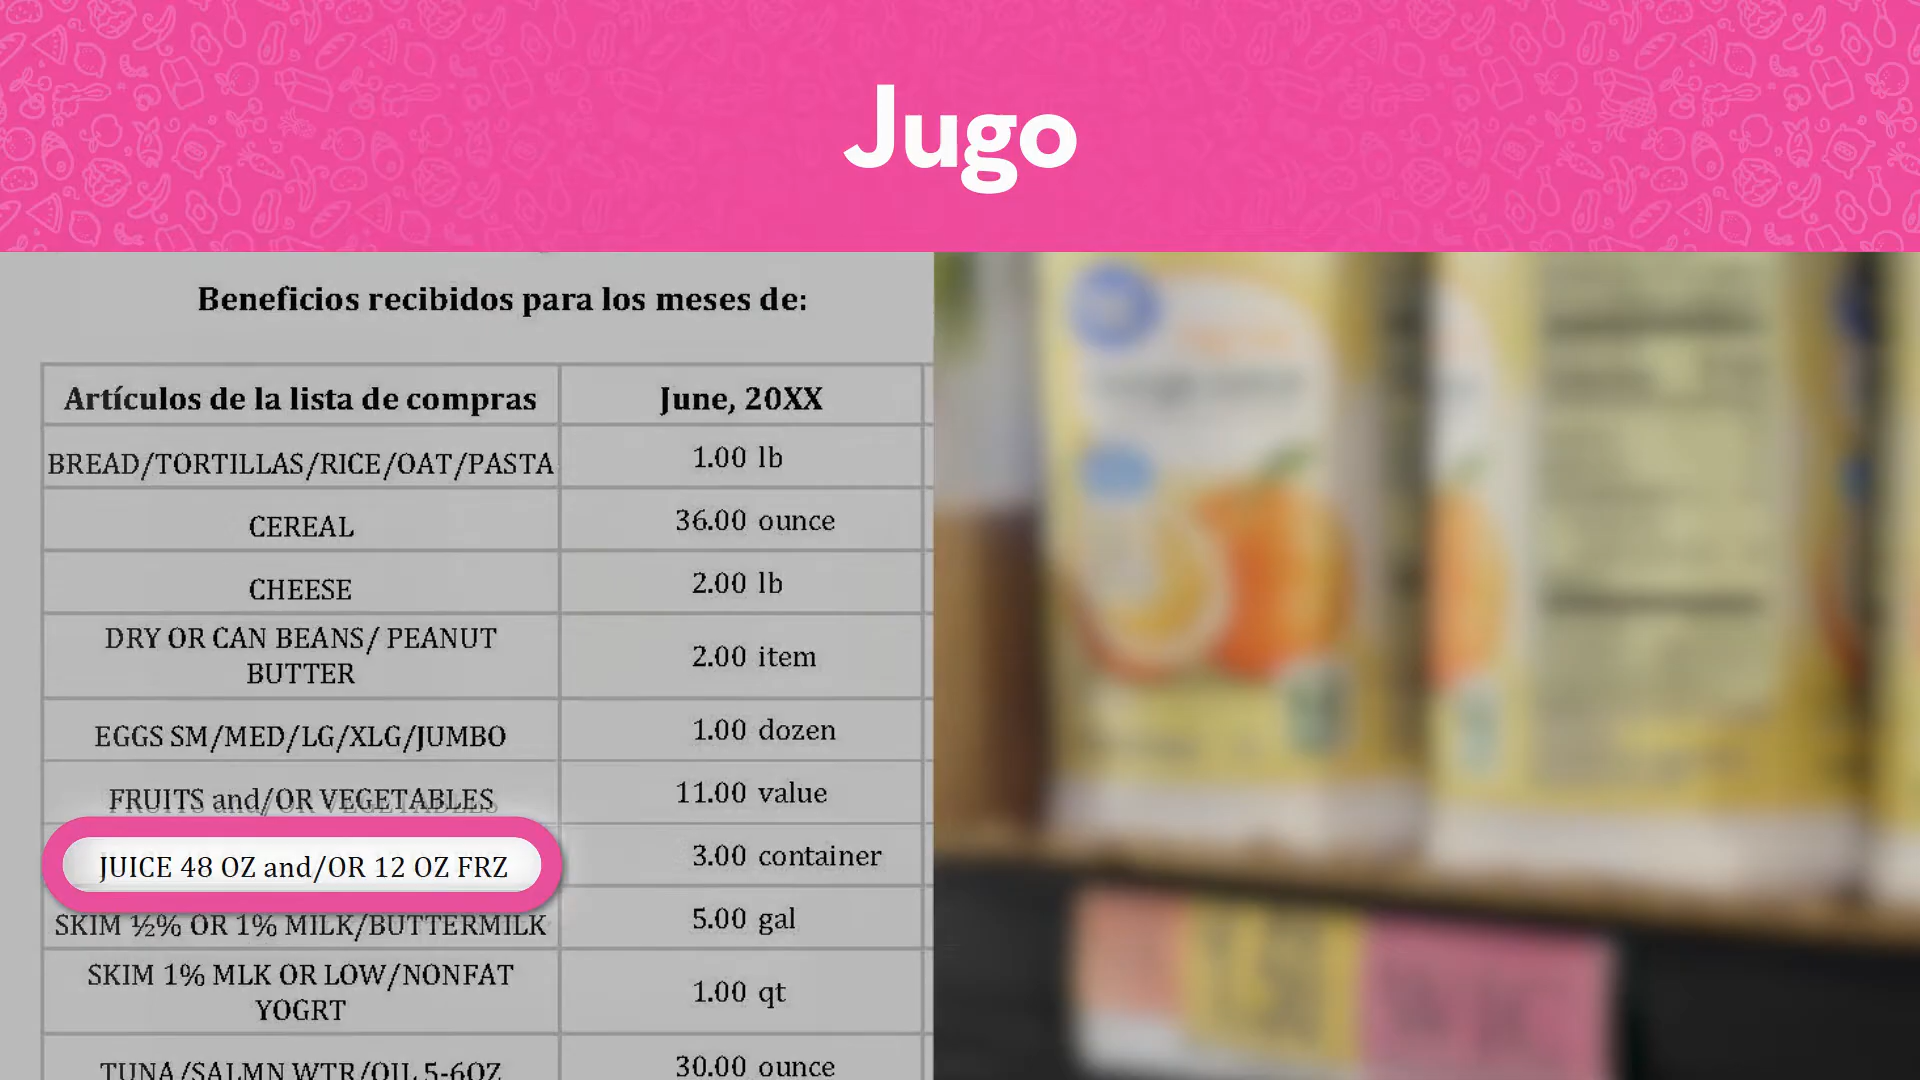 Jugo
Beneficios recibidos para los meses de:
Artículos de la lista de compras June, 20XX
BREAD/TORTILLAS/RICE/OAT/PASTA 1.00 lb
CEREAL 36.00 ounce
CHEESE 2.00 lb
DRY OR CAN BEANS/ PEANUT
BUTTER 2.00 item
EGGS SM/MED/LG/XLG/JUMBO 1.00 dozen
FRUITS and/OR VEGETABLES 11.00 value
JUICE 48 OZ and/OR 12 OZ FRZ 3.00 container
SKIM ½% OR 1% MILK/BUTTERMILK 5.00 gal
SKIM 1% MLK OR LOW/NONFAT
YOGRT 1.00 qt
TUNA/SALMN WTR/OIL 5-6OZ 30.00 ounce